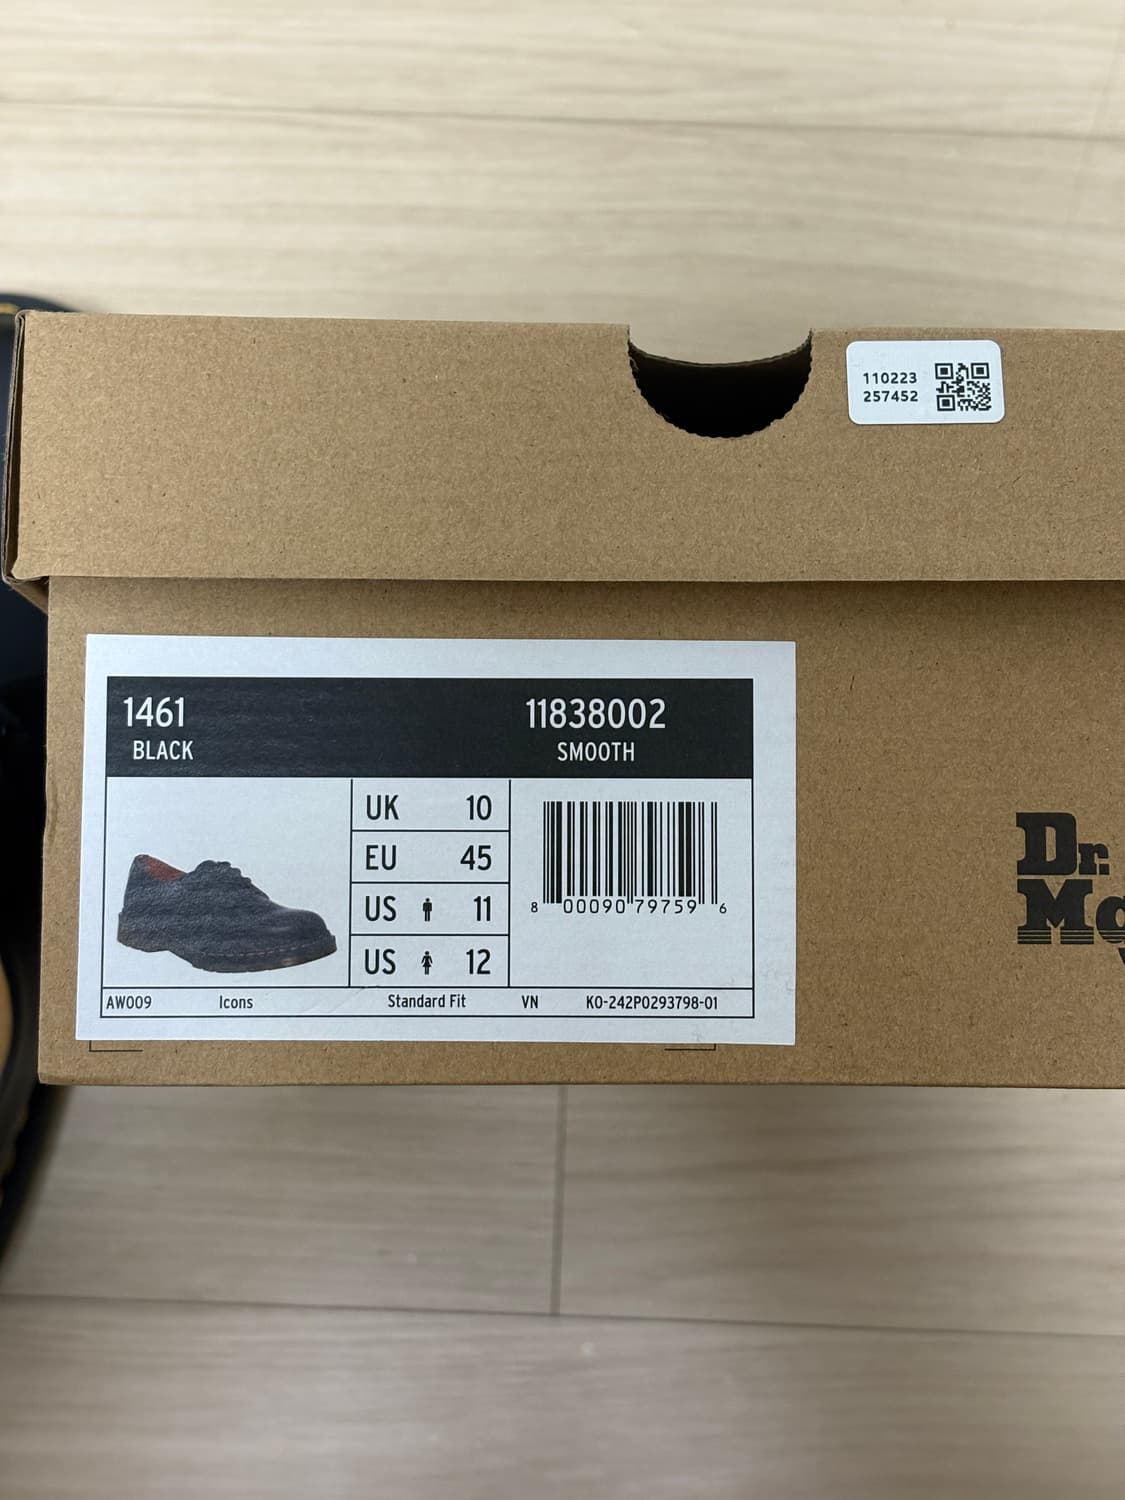 110223
257452
1461
BLACK
11838002
SMOOTH
UK 10
EU 45
US 11
US 12
8 00090 79759 6
AW009 Icons Standard Fit VN KO-242P0293798-01
Dr.